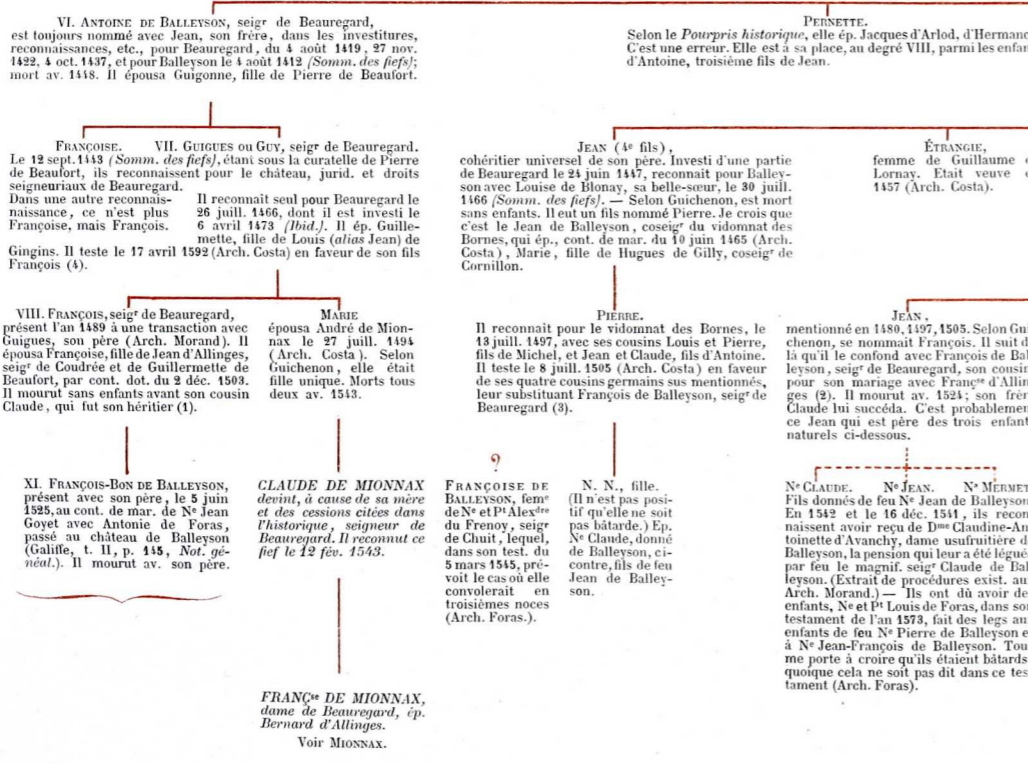 VI. ANTOINE DE BALLEYSON, seigr de Beauregard,
est toujours nommé avec Jean, son frère, dans les investitures,
reconnaissances, etc., pour Beauregard, du 4 août 1419, 27 nov.
1422, 4 oct. 1437, et pour Balleyson le 4 août 1412 (Somm. des fiefs);
mort av. 1448. Il épousa Guigonne, fille de Pierre de Beaufort.
PERNETTE.
Selon le Pourpris historique, elle ép. Jacques d'Arlod, d'Hermanc
C'est une erreur. Elle est à sa place, au degré VIII, parmi les enfan
d'Antoine, troisième fils de Jean.
FRANÇOISE. VII. GUIGUES OU GUY, seigr de Beauregard.
Le 12 sept. 1443 (Somm. des fiefs), étant sous la curatelle de Pierre
de Beaufort, ils reconnaissent pour le château, jurid. et droits
seigneuriaux de Beauregard.
Dans une autre reconnais-
naissance, ce n'est plus
Françoise, mais François.
Il reconnait seul pour Beauregard le
26 juill. 1466, dont il est investi le
6 avril 1473 (Ibid.). Il ép. Guille-
mette, fille de Louis (alias Jean) de
Gingins. Il teste le 17 avril 1592 (Arch. Costa) en faveur de son fils
François (4).
JEAN (4e fils),
cohéritier universel de son père. Investi d'une partie
de Beauregard le 24 juin 1447, reconnait pour Balley-
son avec Louise de Blonay, sa belle-sœur, le 30 juill.
1466 (Somm. des fiefs). — Selon Guichenon, est mort
sans enfants. Il eut un fils nommé Pierre. Je crois que
c'est le Jean de Balleyson, coseigr du vidomnat des
Bornes, qui ép., cont. de mar. du 10 juin 1465 (Arch.
Costa), Marie, fille de Hugues de Gilly, coseigr de
Cornillon.
ÉTRANGIE,
femme de Guillaume
Lornay. Etait veuve
1457 (Arch. Costa).
VIII. FRANÇOIS, seigr de Beauregard,
présent l'an 1489 à une transaction avec
Guigues, son père (Arch. Morand). Il
épousa Françoise, fille de Jean d'Allinges,
seigr de Coudrée et de Guillermette de
Beaufort, par cont. dot. du 2 déc. 1503.
Il mourut sans enfants avant son cousin
Claude, qui fut son héritier (1).
MARIE
épousa André de Mion-
nax le 27 juill. 1494
(Arch. Costa). Selon
Guichenon, elle était
fille unique. Morts tous
deux av. 1543.
PIERRE.
Il reconnait pour le vidomnat des Bornes, le
13 juill. 1497, avec ses cousins Louis et Pierre,
fils de Michel, et Jean et Claude, fils d'Antoine.
Il teste le 8 juill. 1505 (Arch. Costa) en faveur
de ses quatre cousins germains sus mentionnés,
leur substituant François de Balleyson, seigr de
Beauregard (3).
JEAN,
mentionné en 1480, 1497, 1505. Selon Gui
chenon, se nommait François. Il suit d
là qu'il le confond avec François de Bal
leyson, seigr de Beauregard, son cousin
pour son mariage avec Françse d'Allin
ges (2). Il mourut av. 1524; son frèr
Claude lui succéda. C'est probablemen
ce Jean qui est père des trois enfant
naturels ci-dessous.
XI. FRANÇOIS-BON DE BALLEYSON,
présent avec son père, le 5 juin
1525, au cont. de mar. de Ne Jean
Goyet avec Antonie de Foras,
passé au château de Balleyson
(Galiffe, t. II, p. 145, Not. gé-
néal.). Il mourut av. son père.
CLAUDE DE MIONNAX
devint, à cause de sa mère
et des cessions citées dans
l'historique, seigneur de
Beauregard. Il reconnut ce
fief le 12 fév. 1543.
?
FRANÇOISE DE
BALLEYSON, feme
de Ne et Pt Alexdre
du Frenoy, seigr
de Chuit, lequel,
dans son test. du
5 mars 1545, pré-
voit le cas où elle
convolerait en
troisièmes noces
(Arch. Foras.).
N. N., fille.
(Il n'est pas posi-
tif qu'elle ne soit
pas bâtarde.) Ep.
Ne Claude, donné
de Balleyson, ci-
contre, fils de feu
Jean de Balley-
son.
Ne CLAUDE. Ne JEAN. Ne MERMET
Fils donnés de feu Ne Jean de Balleyson
En 1542 et le 16 déc. 1541, ils recon
naissent avoir reçu de Dme Claudine-An
toinette d'Avanchy, dame usufruitière d
Balleyson, la pension qui leur a été légué
par feu le magnif. seigr Claude de Bal
leyson. (Extrait de procédures exist. au
Arch. Morand.) — Ils ont dû avoir de
enfants, Ne et Pt Louis de Foras, dans son
testament de l'an 1573, fait des legs au
enfants de feu Ne Pierre de Balleyson e
à Ne Jean-François de Balleyson. Tou
me porte à croire qu'ils étaient bâtards
quoique cela ne soit pas dit dans ce tes
tament (Arch. Foras).
FRANÇse DE MIONNAX,
dame de Beauregard, ép.
Bernard d'Allinges.
Voir MIONNAX.